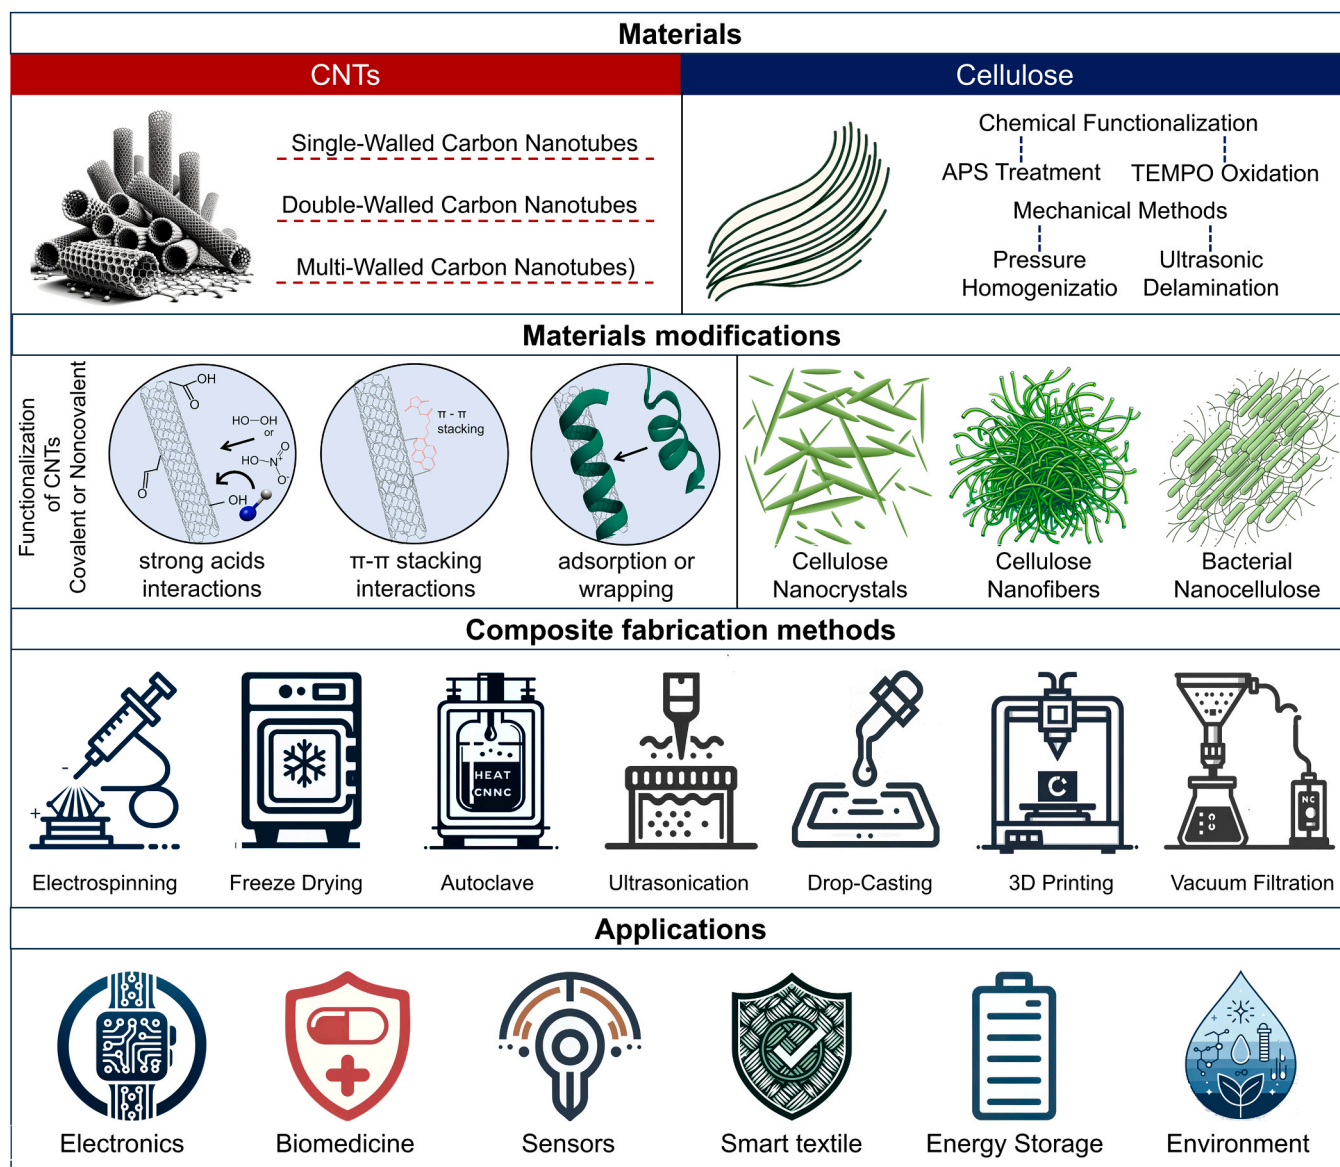 Materials
CNTs
Cellulose
Single-Walled Carbon Nanotubes
Double-Walled Carbon Nanotubes
Multi-Walled Carbon Nanotubes)
Chemical Functionalization
APS Treatment
TEMPO Oxidation
Mechanical Methods
Pressure
Homogenizatio
Ultrasonic
Delamination
Materials modifications
Functionalization
of CNTs
Covalent or Noncovalent
OH
HO-OH
or
HO-N⁺
O
O⁻
OH
O
strong acids
interactions
π - π
stacking
π-π stacking
interactions
adsorption or
wrapping
Cellulose
Nanocrystals
Cellulose
Nanofibers
Bacterial
Nanocellulose
Composite fabrication methods
-
+
Electrospinning
Freeze Drying
HEAT
CNNC
Autoclave
Ultrasonication
Drop-Casting
3D Printing
NC
Vacuum Filtration
Applications
Electronics
Biomedicine
Sensors
Smart textile
Energy Storage
Environment